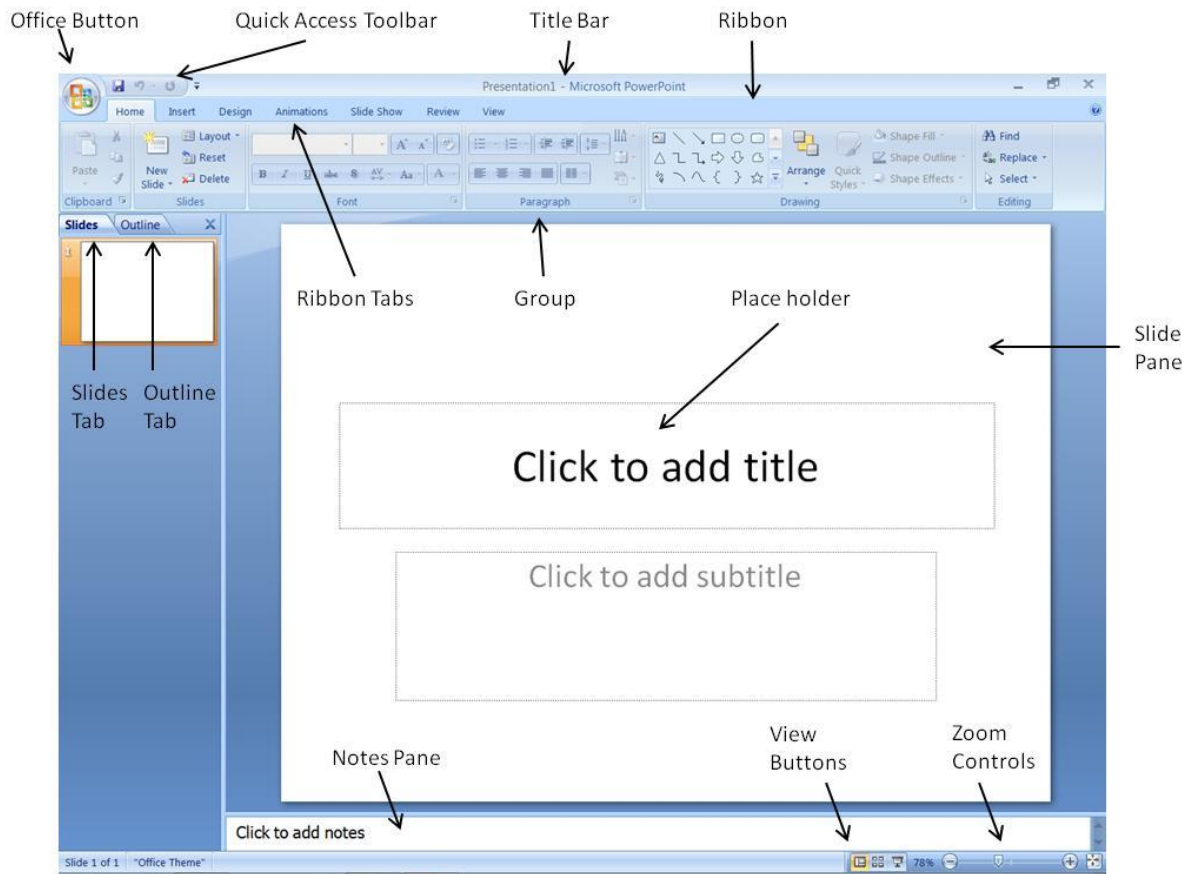 Office Button
Quick Access Toolbar
Title Bar
Ribbon
Presentation1 - Microsoft PowerPoint
Home Insert Design Animations Slide Show Review View
Paste
New
Slide
Layout
Reset
Delete
B I U abe S AV Aa A
A A
Arrange
Quick
Styles
Shape Fill
Shape Outline
Shape Effects
Find
Replace
Select
Clipboard Slides Font Paragraph Drawing Editing
Slides Outline X
1
Ribbon Tabs
Group
Place holder
Slide
Pane
Slides
Tab
Outline
Tab
Click to add title
Click to add subtitle
Notes Pane
View
Buttons
Zoom
Controls
Click to add notes
Slide 1 of 1 "Office Theme" 78%